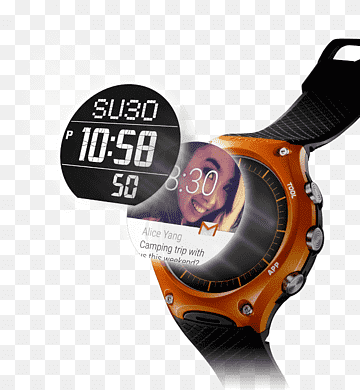 SU30
P 10:58
50
8:30
Alice Yang
Camping trip with
us this weekend?
TOOL
APP